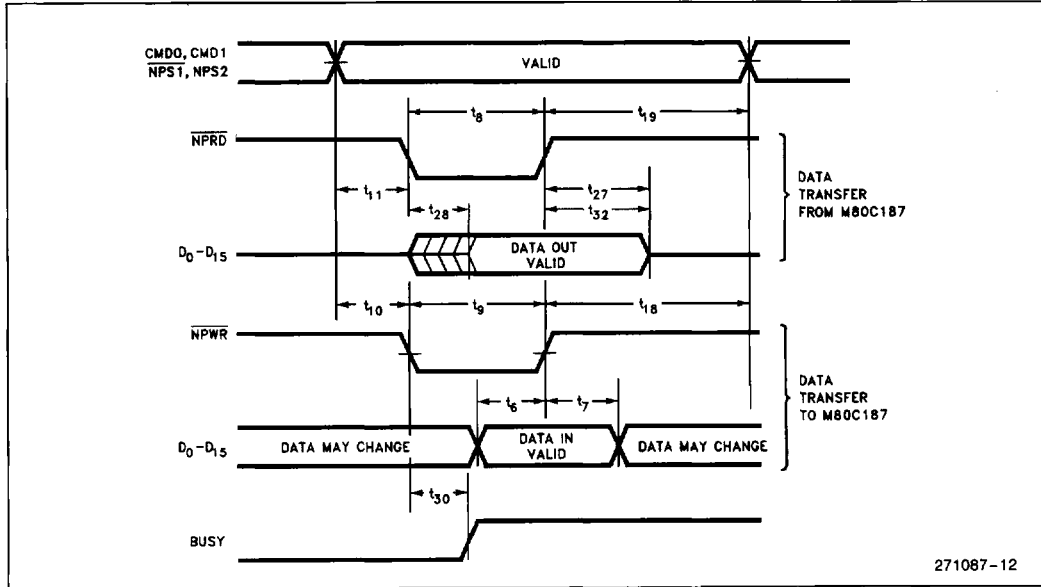 CMD0, CMD1
NPS1, NPS2
VALID
t8
t19
NPRD
t11
t28
t27
t32
DATA
TRANSFER
FROM M80C187
D0-D15
DATA OUT
VALID
t10
t9
t18
NPWR
t6
t7
DATA
TRANSFER
TO M80C187
D0-D15
DATA MAY CHANGE
DATA IN
VALID
DATA MAY CHANGE
t30
BUSY
271087-12